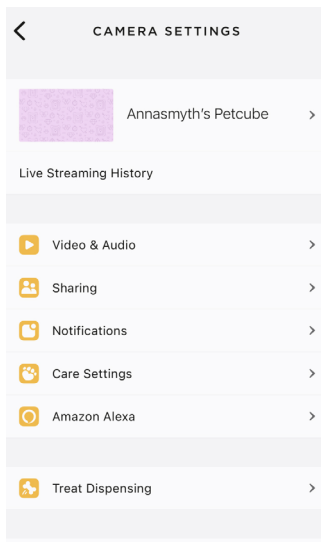 CAMERA SETTINGS
Annasmyth's Petcube
Live Streaming History
Video & Audio
Sharing
Notifications
Care Settings
Amazon Alexa
Treat Dispensing